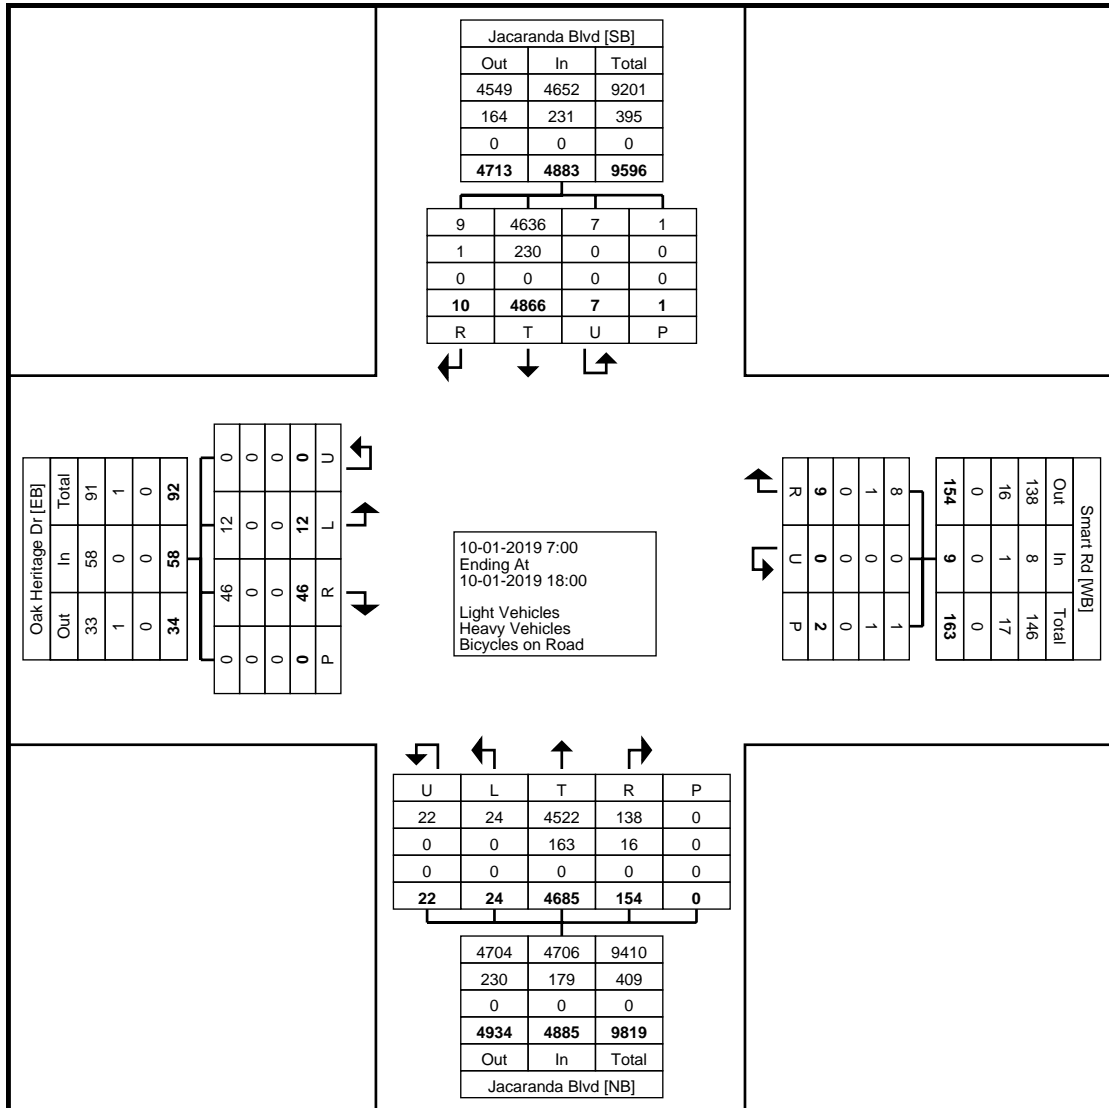 Jacaranda Blvd [SB]
Out In Total
4549 4652 9201
164 231 395
0 0 0
4713 4883 9596
9 4636 7 1
1 230 0 0
0 0 0 0
10 4866 7 1
R T U P
Oak Heritage Dr [EB]
Total 91 1 0 92
In 58 0 0 58
Out 33 1 0 34
0 0 0 0 U
12 0 0 12 L
46 0 0 46 R
0 0 0 0 P
10-01-2019 7:00
Ending At
10-01-2019 18:00
Light Vehicles
Heavy Vehicles
Bicycles on Road
R 9 0 1 8
U 0 0 0 0
P 2 0 1 1
Smart Rd [WB]
Out In Total
138 8 146
16 1 17
0 0 0
154 9 163
U L T R P
22 24 4522 138 0
0 0 163 16 0
0 0 0 0 0
22 24 4685 154 0
4704 4706 9410
230 179 409
0 0 0
4934 4885 9819
Out In Total
Jacaranda Blvd [NB]